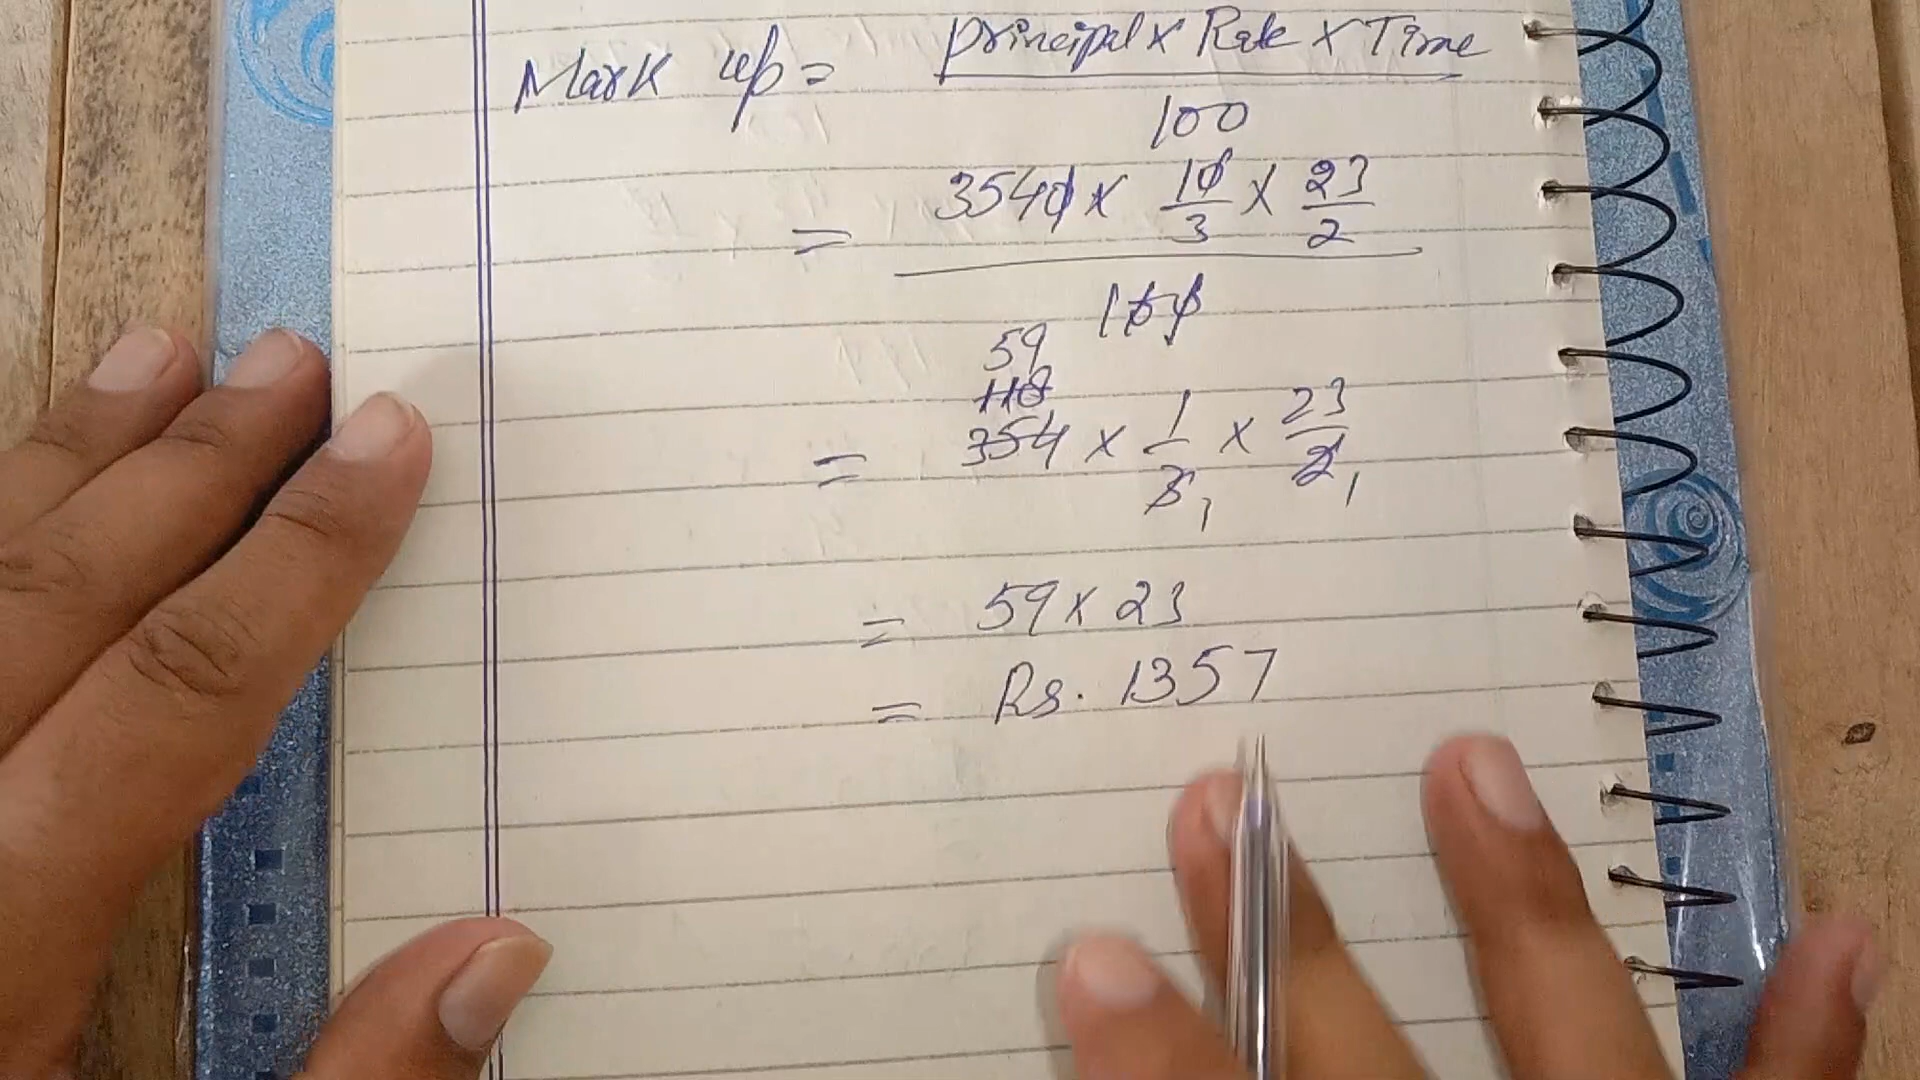 Mark up = principal x Rate x Time
100
= 3540 x 10/3 x 23/2
100
59
118
= 354 x 1/3 1 x 23/2 1
= 59 x 23
= Rs. 1357